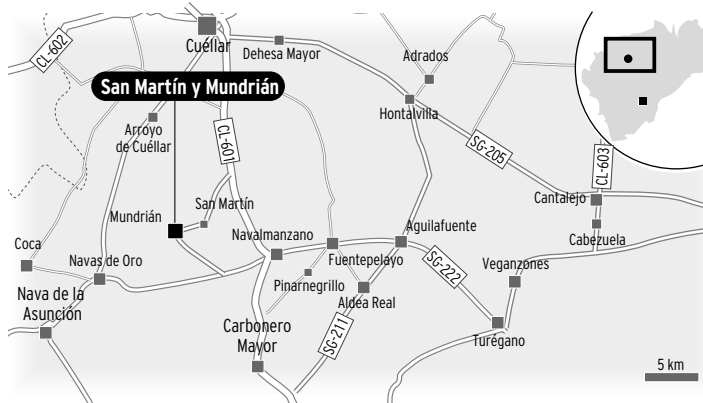 Cuéllar
CL-602
Dehesa Mayor
Adrados
San Martín y Mundrián
Hontalvilla
Arroyo
de Cuéllar
CL-601
SG-205
CL-603
San Martín
Mundrián
Cantalejo
Navalmanzano
Aguilafuente
Cabezuela
Coca
Navas de Oro
Fuentepelayo
Veganzones
Pinarnegrillo
SG-222
Nava de la
Asunción
Aldea Real
Carbonero
Mayor
SG-211
Turégano
5 km